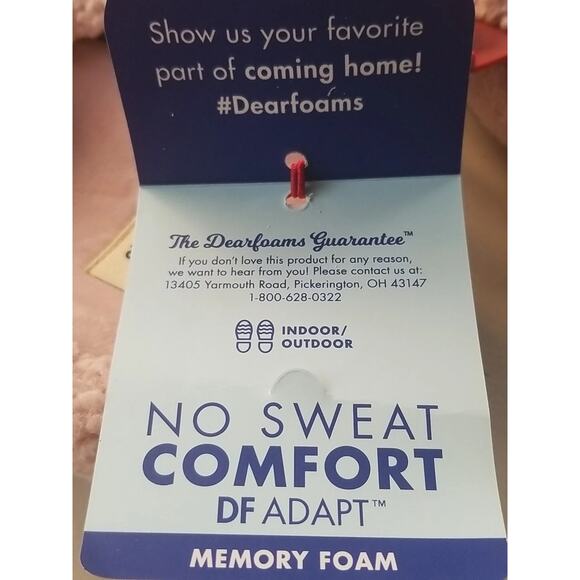 Show us your favorite
part of coming home!
#Dearfoams
The Dearfoams Guarantee™
If you don't love this product for any reason,
we want to hear from you! Please contact us at:
13405 Yarmouth Road, Pickerington, OH 43147
1-800-628-0322
INDOOR/
OUTDOOR
NO SWEAT
COMFORT
DF ADAPT™
MEMORY FOAM